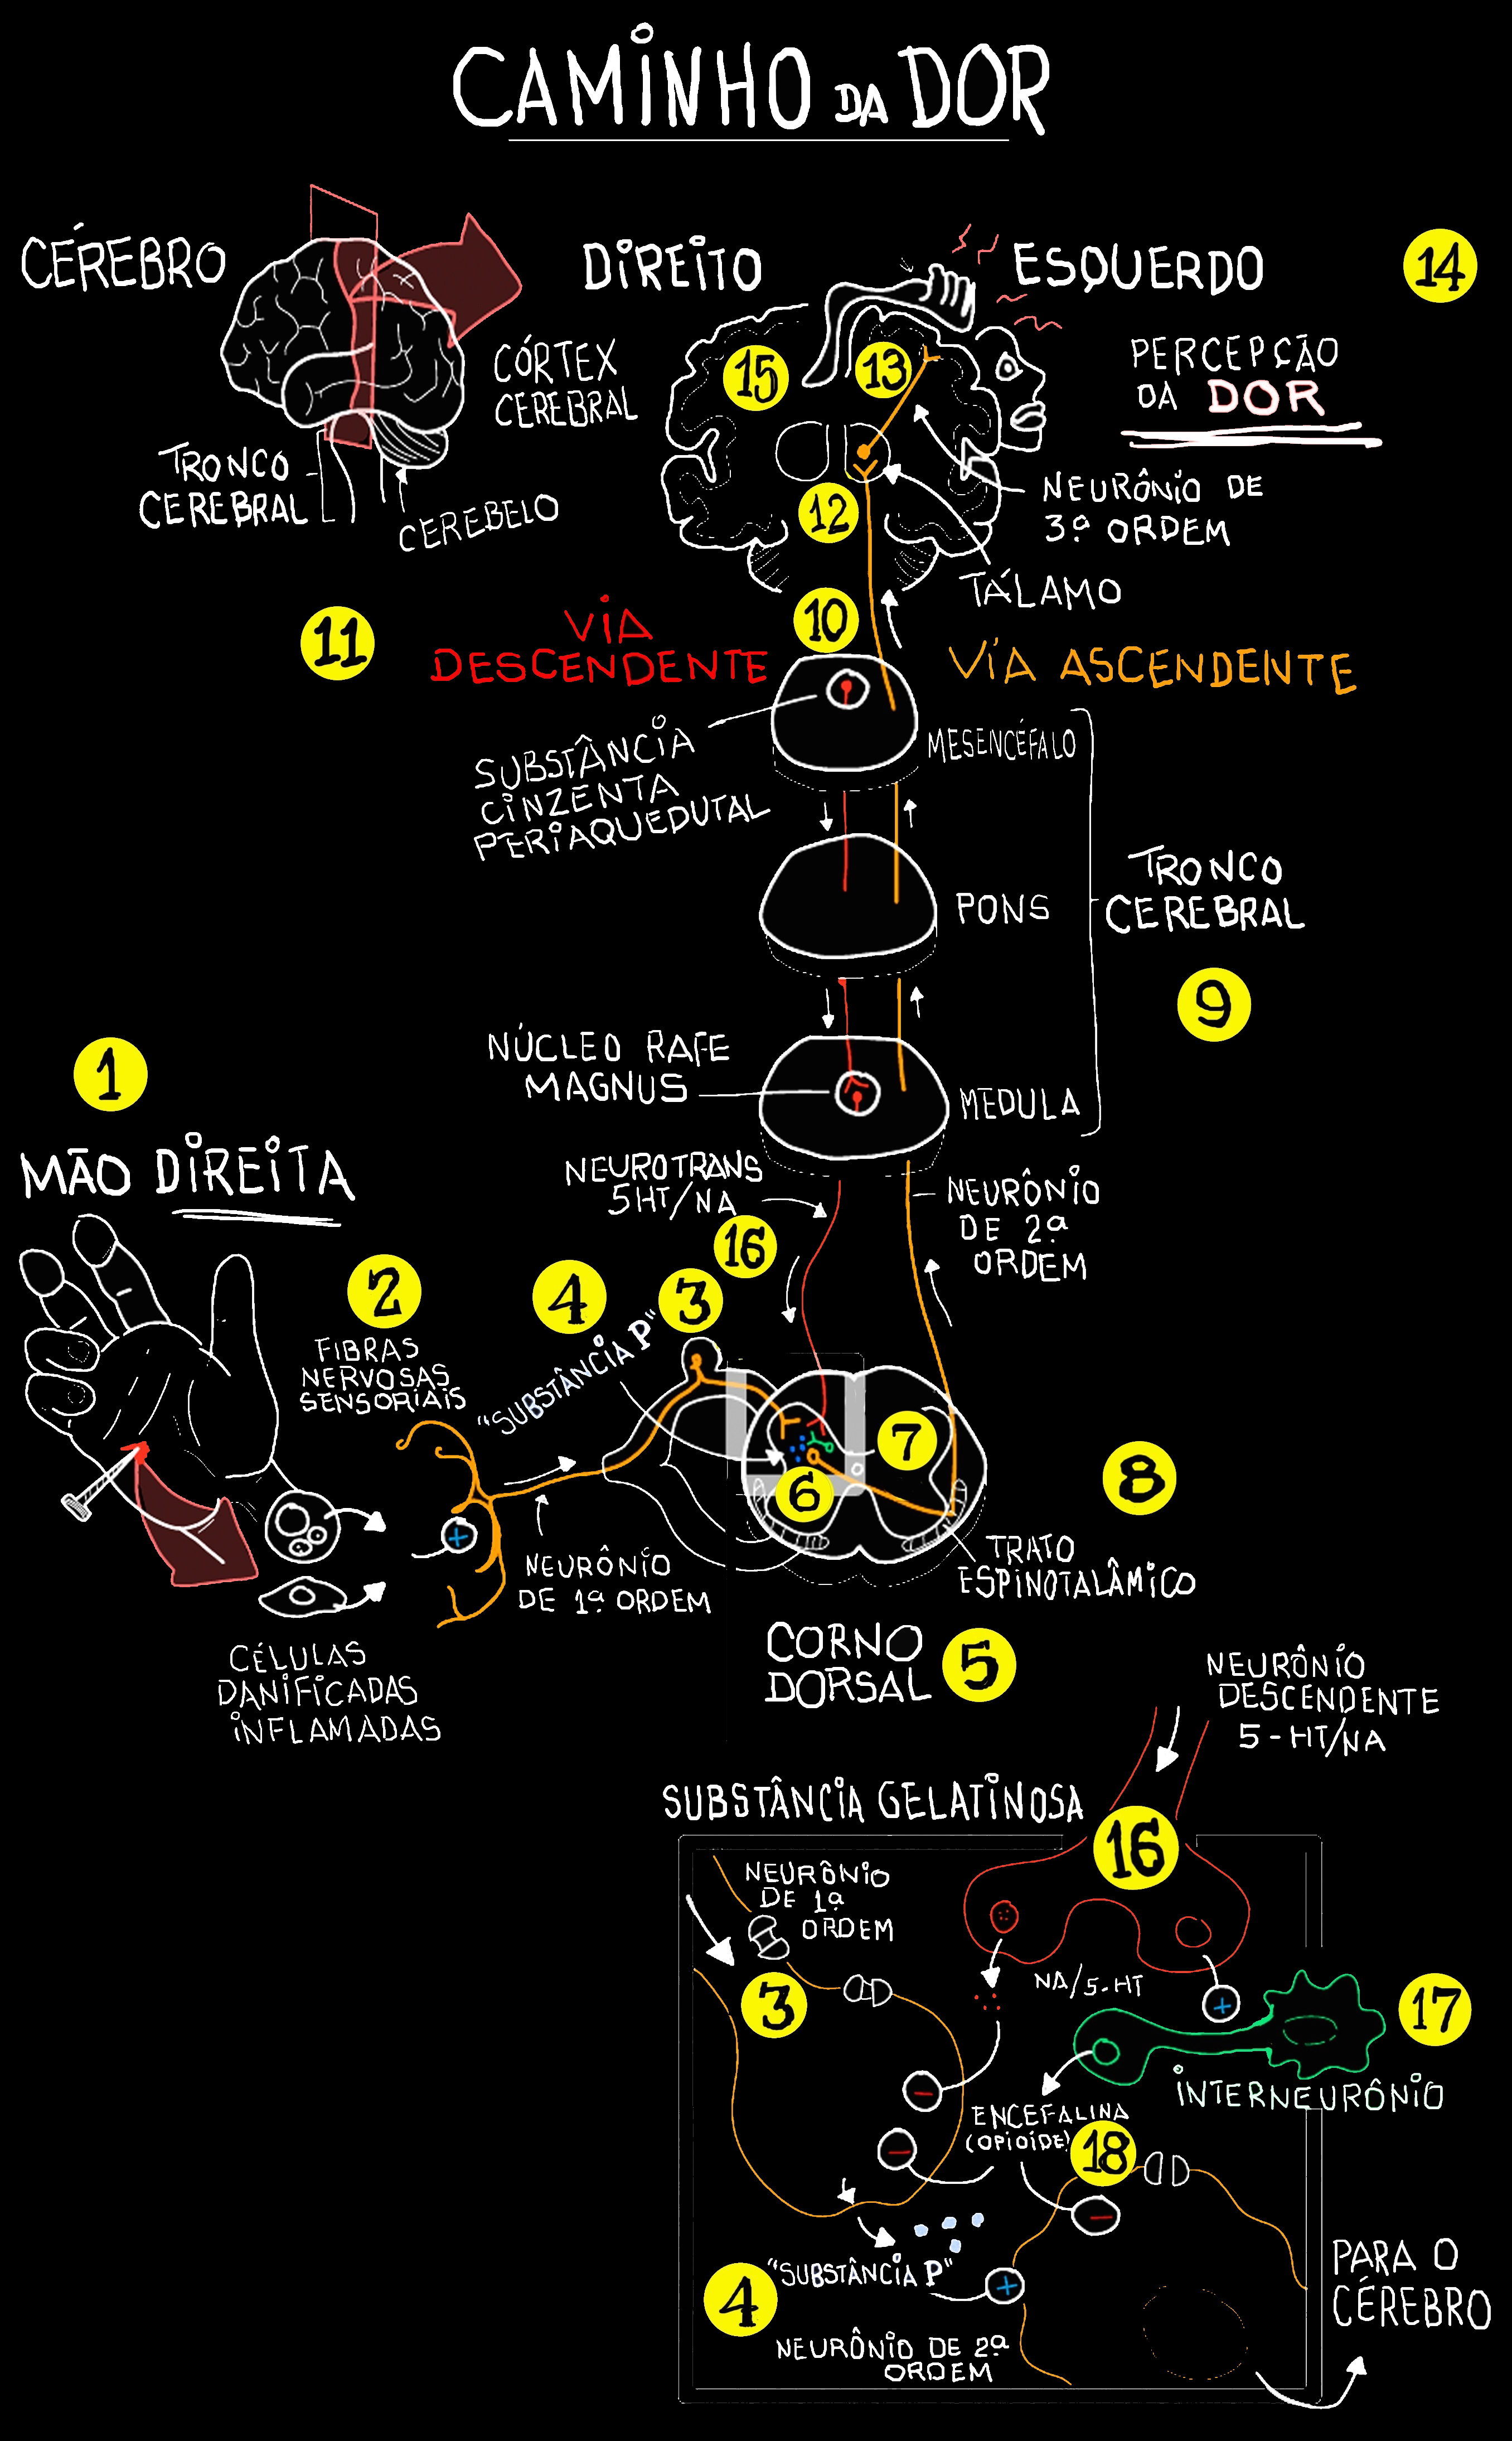 CAMINHO DA DOR
CÉREBRO
DIREITO
ESQUERDO
14
CÓRTEX
CEREBRAL
15
13
PERCEPÇÃO
DA DOR
TRONCO
CEREBRAL
CEREBELO
12
NEURÔNIO DE
3ª ORDEM
TÁLAMO
11
VIA
DESCENDENTE
10
VÍA ASCENDENTE
SUBSTÂNCIA
CINZENTA
PERIAQUEDUTAL
MESENCÉFALO
PONS
TRONCO
CEREBRAL
9
NÚCLEO RAFE
MAGNUS
MEDULA
1
MÃO DIREITA
NEUROTRANS
5HT/NA
16
NEURÔNIO
DE 2ª
ORDEM
2
FIBRAS
NERVOSAS
SENSORIAIS
4
"SUBSTÂNCIA P"
3
7
6
8
NEURÔNIO
DE 1ª ORDEM
TRATO
ESPINOTALÂMICO
CÉLULAS
DANIFICADAS
INFLAMADAS
CORNO
DORSAL
5
NEURÔNIO
DESCENDENTE
5-HT/NA
SUBSTÂNCIA GELATINOSA
16
NEURÔNIO
DE 1ª
ORDEM
3
NA/5-HT
17
INTERNEURÔNIO
ENCEFALINA
(OPIOIDE)
18
4
"SUBSTÂNCIA P"
NEURÔNIO DE 2ª
ORDEM
PARA O
CÉREBRO